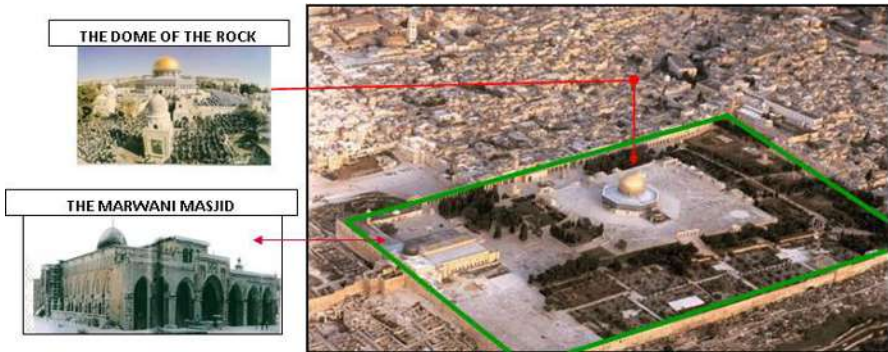 THE DOME OF THE ROCK
THE MARWANI MASJID